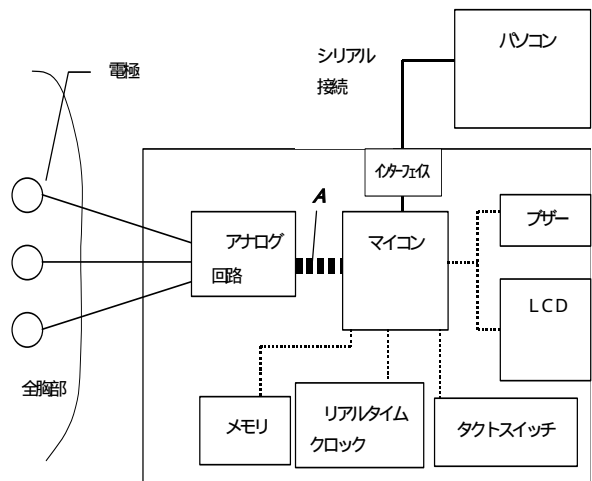 パソコン
シリアル
接続
電極
インターフェイス
A
アナログ
回路
マイコン
ブザー
LCD
全胸部
メモリ
リアルタイム
クロック
タクトスイッチ